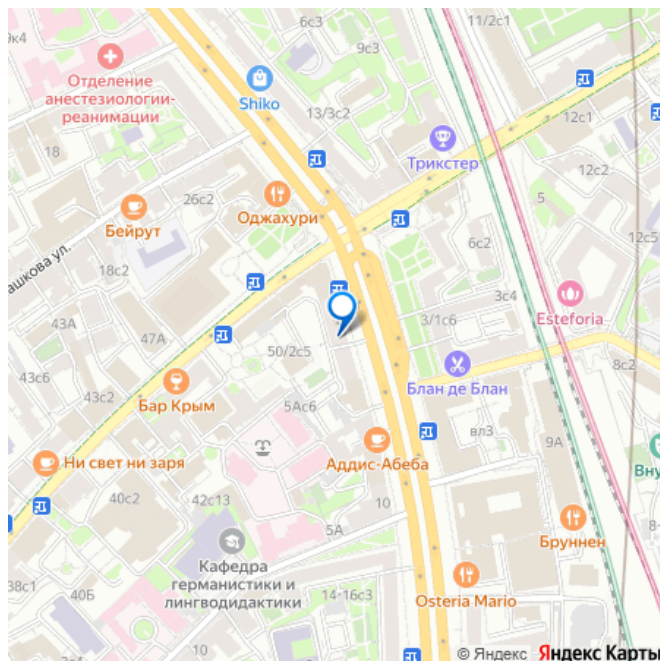 9к4
6с3
11/2с1
9с3
Отделение
анестезиологии-
реанимации
Shiko
13/3с2
12с1
Трикстер
18
26с2
Оджахури
12с2
5
Бейрут
ашкова ул.
18с2
6с2
12с5
3с4
43А
47А
3/1с6
Esteforia
50/2с5
43с6
8с2
Бар Крым
43с2
5Ас6
Блан де Блан
вл3
9А
Аддис-Абеба
Ни свет ни заря
Вну
40с2
42с13
10
5А
Бруннен
Кафедра
германистики и
лингводидактики
38с1
40Б
14-16с3
Osteria Mario
8-
© Яндекс Яндекс Карты